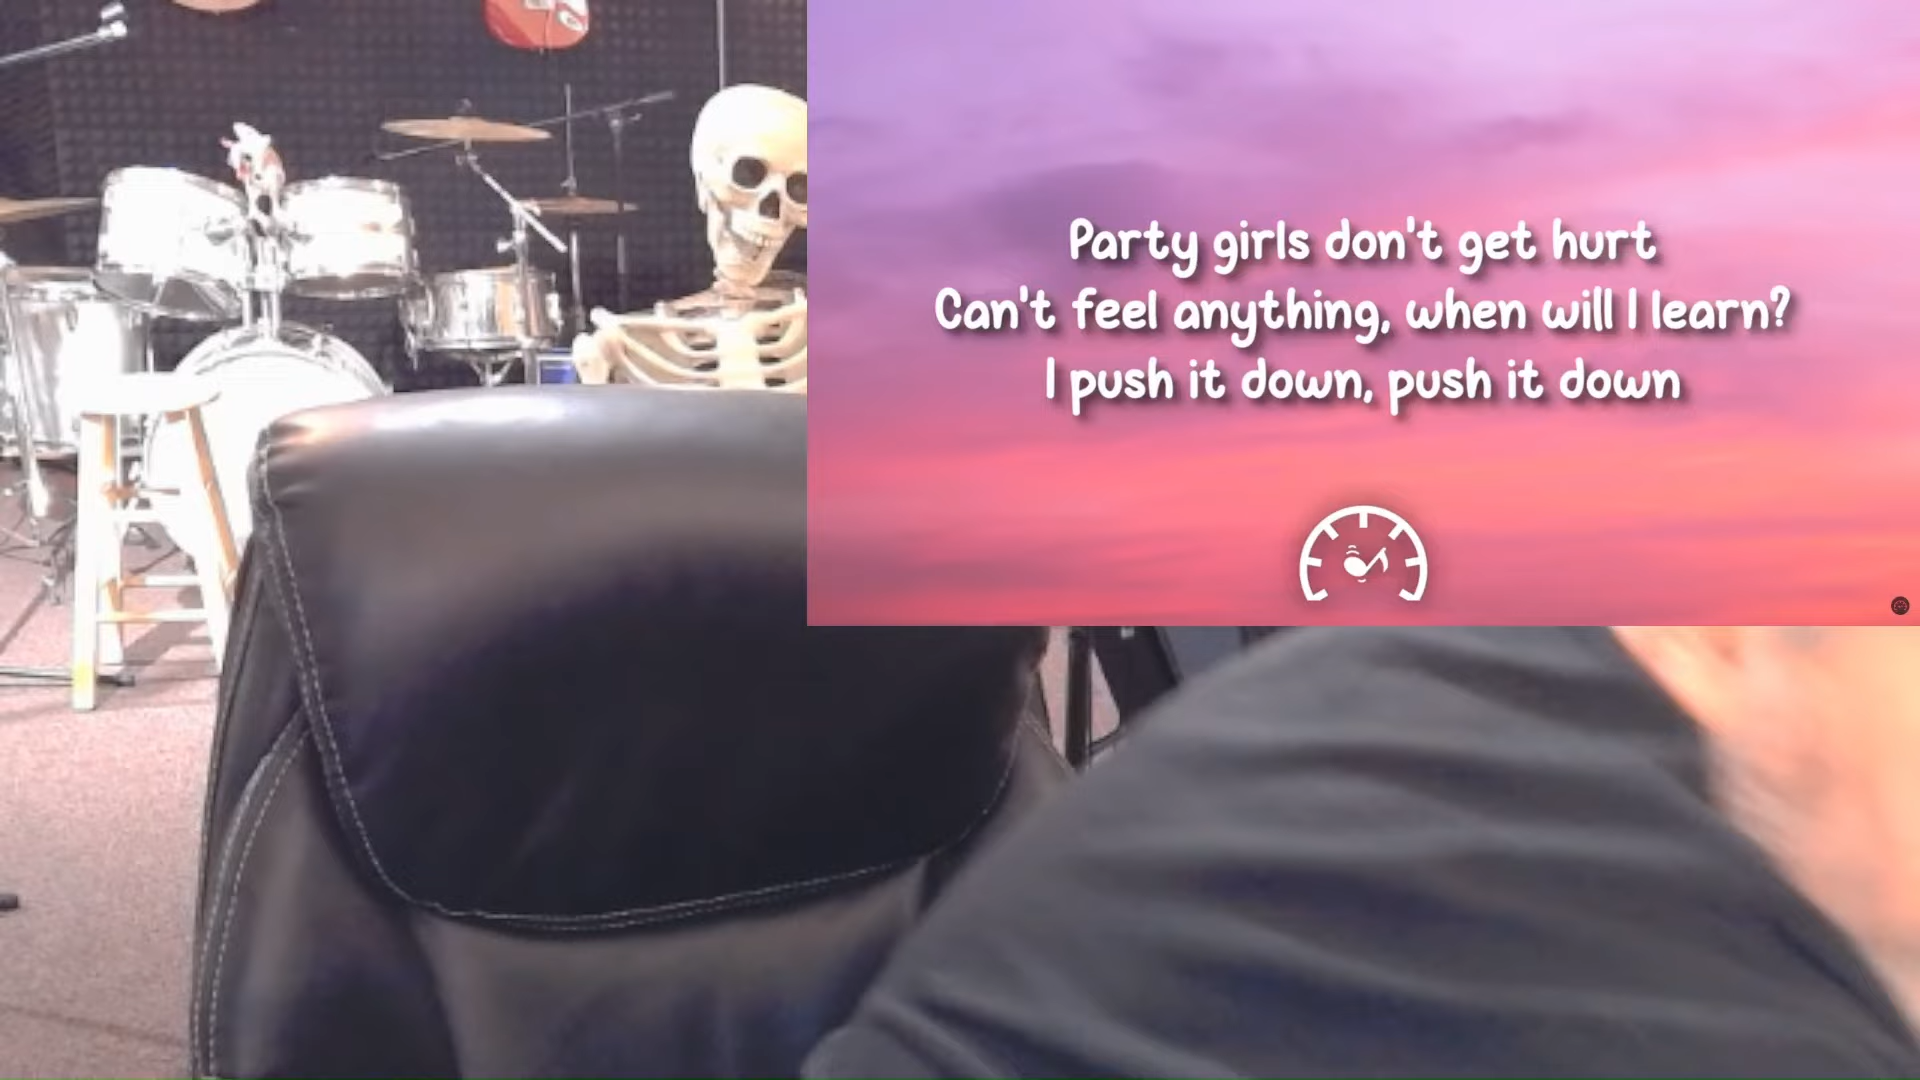 Party girls don't get hurt
Can't feel anything, when will I learn?
I push it down, push it down